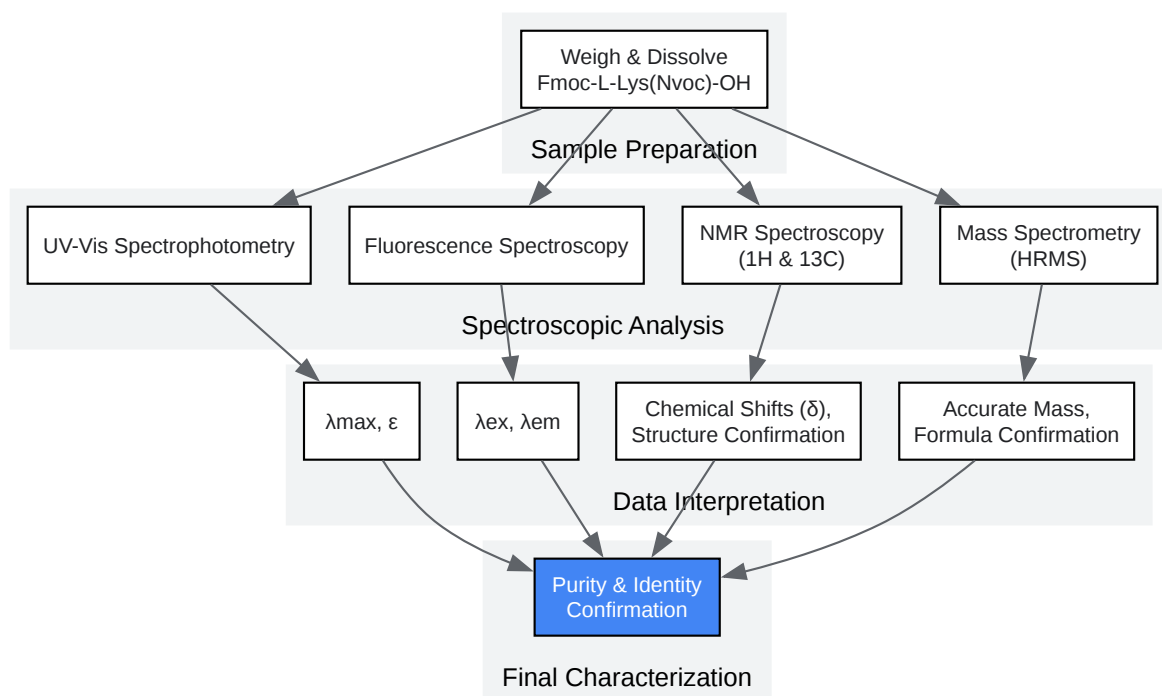 Weigh & Dissolve
Fmoc-L-Lys(Nvoc)-OH
Sample Preparation
UV-Vis Spectrophotometry
Fluorescence Spectroscopy
NMR Spectroscopy
(1H & 13C)
Mass Spectrometry
(HRMS)
Spectroscopic Analysis
λmax, ε
λex, λem
Chemical Shifts (δ),
Structure Confirmation
Accurate Mass,
Formula Confirmation
Data Interpretation
Purity & Identity
Confirmation
Final Characterization